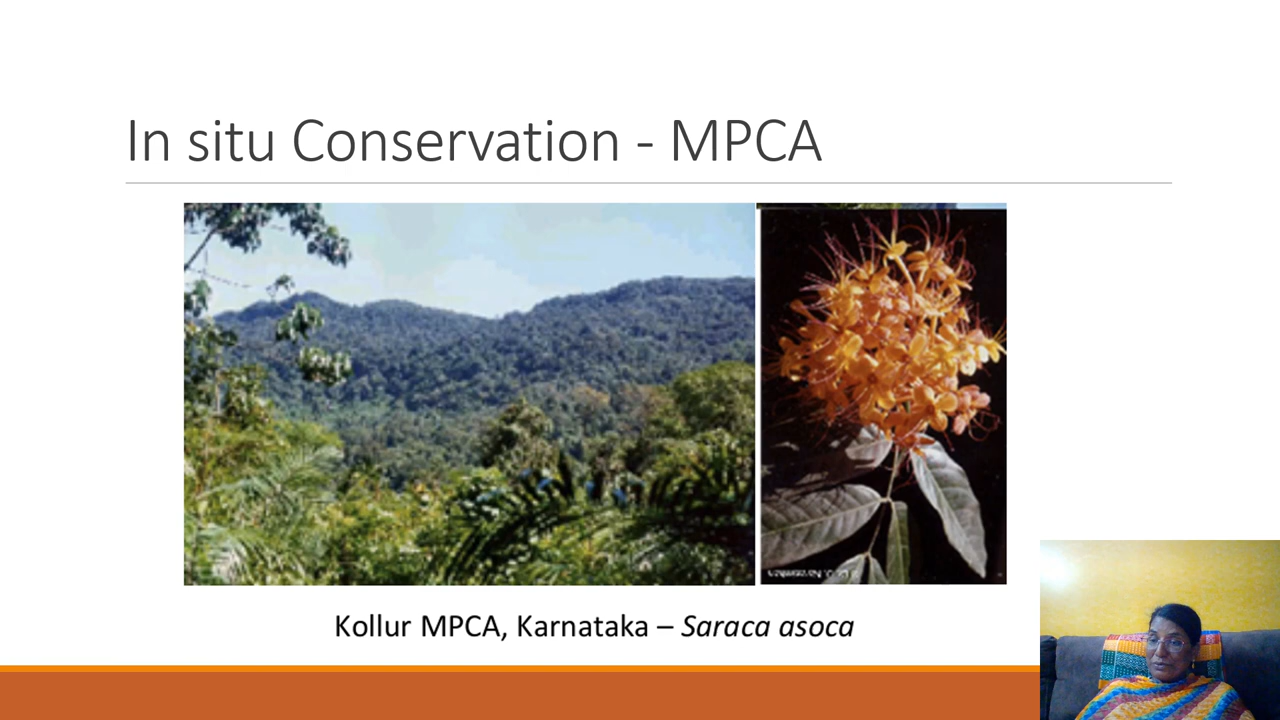 In situ Conservation - MPCA
Kollur MPCA, Karnataka – Saraca asoca